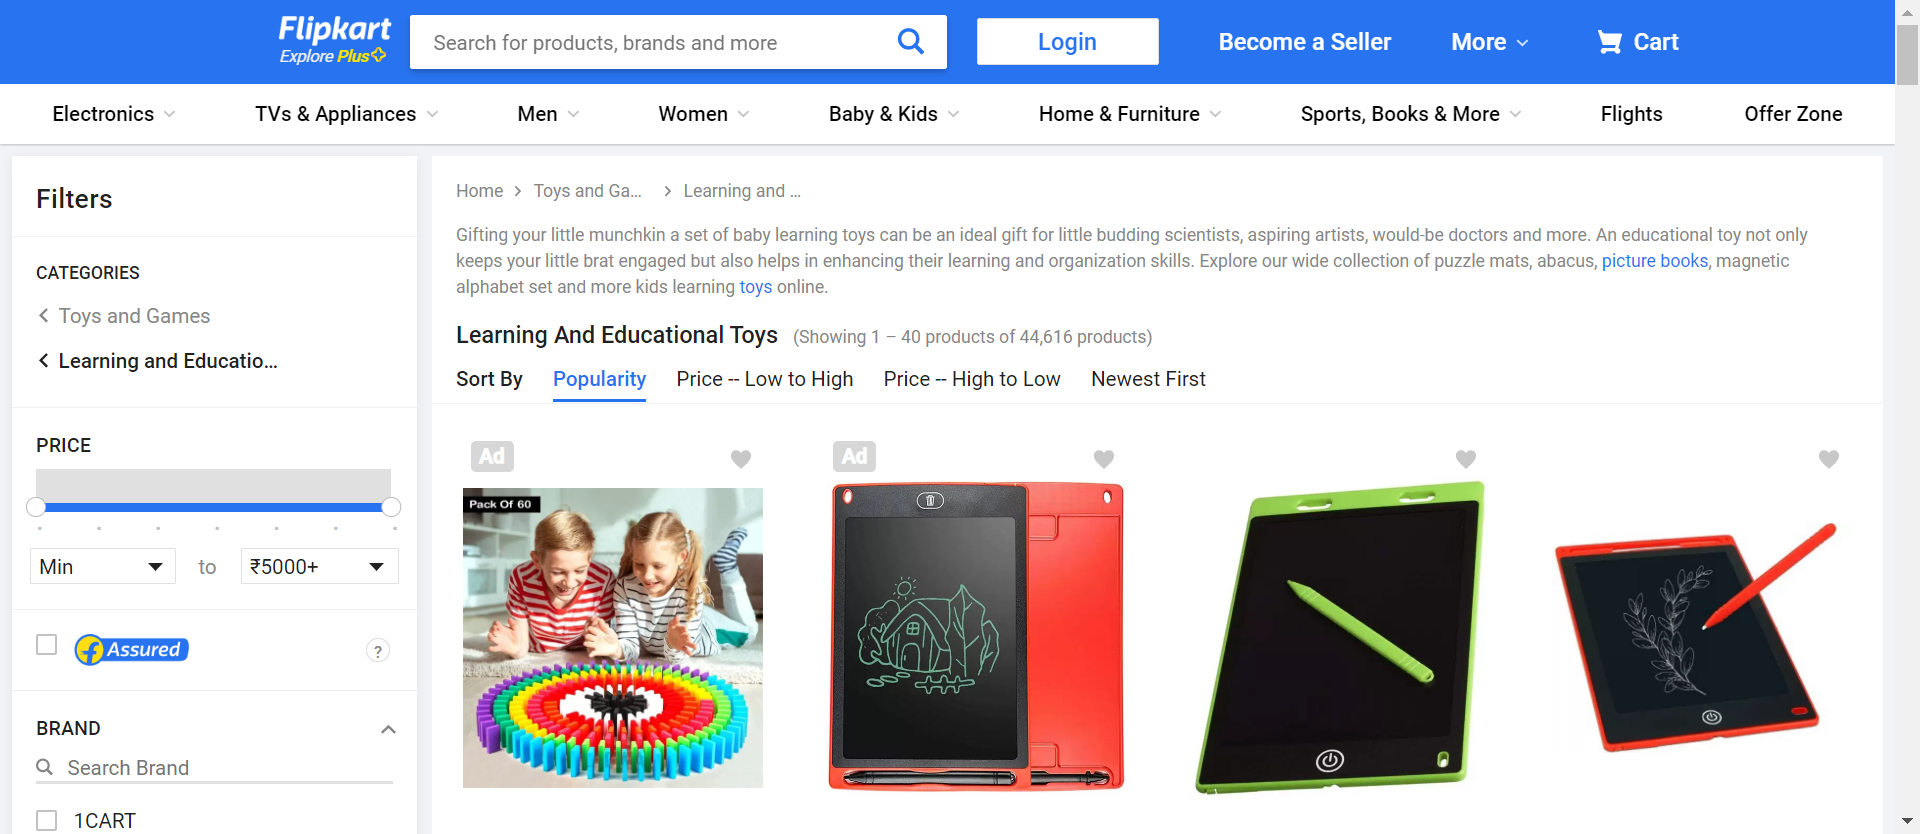 Flipkart
Explore Plus
Search for products, brands and more
Login
Become a Seller
More
Cart
Electronics
TVs & Appliances
Men
Women
Baby & Kids
Home & Furniture
Sports, Books & More
Flights
Offer Zone
Filters
CATEGORIES
Toys and Games
Learning and Educatio...
PRICE
Min
to
₹5000+
Assured
?
BRAND
Search Brand
1CART
Home
Toys and Ga...
Learning and ...
Gifting your little munchkin a set of baby learning toys can be an ideal gift for little budding scientists, aspiring artists, would-be doctors and more. An educational toy not only
keeps your little brat engaged but also helps in enhancing their learning and organization skills. Explore our wide collection of puzzle mats, abacus, picture books, magnetic
alphabet set and more kids learning toys online.
Learning And Educational Toys (Showing 1 – 40 products of 44,616 products)
Sort By
Popularity
Price -- Low to High
Price -- High to Low
Newest First
Ad
Pack Of 60
Ad